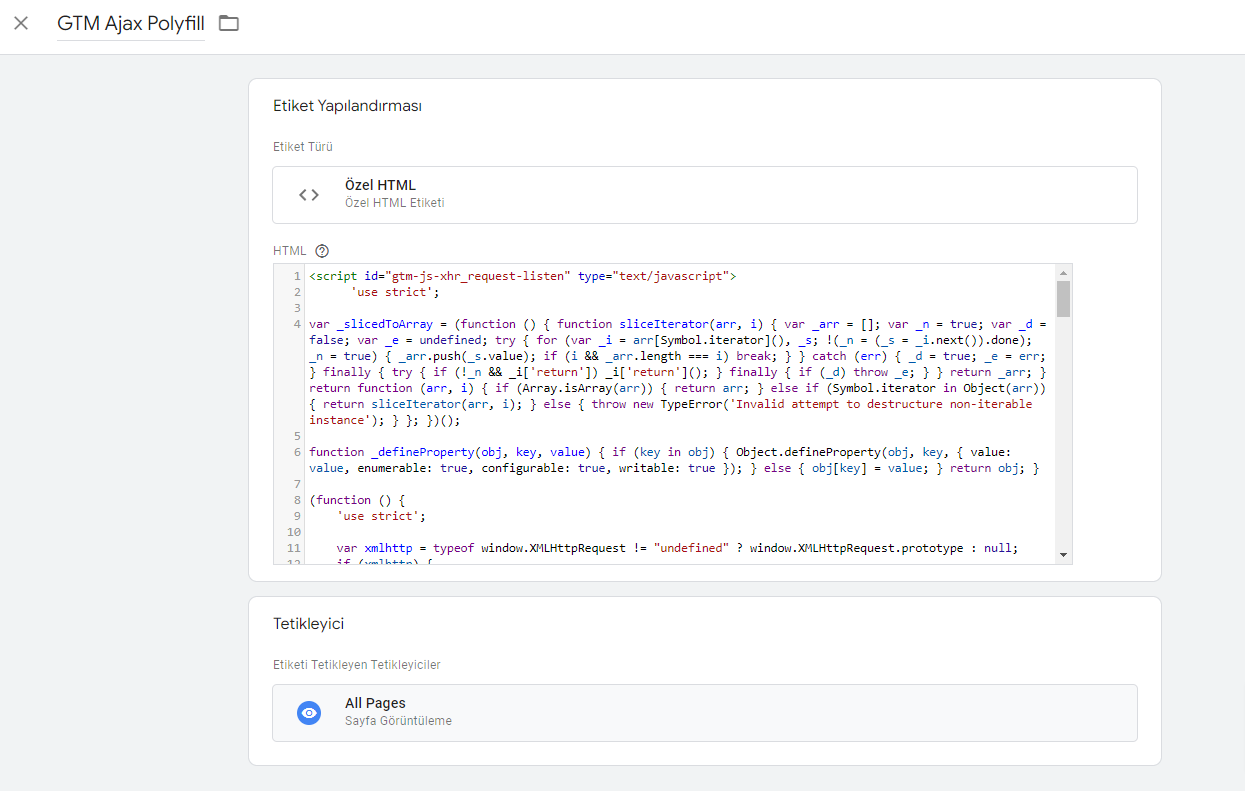 GTM Ajax Polyfill
Etiket Yapılandırması
Etiket Türü
Özel HTML
Özel HTML Etiketi
HTML
1 <script id="gtm-js-xhr_request-listen" type="text/javascript">
2 'use strict';
3
4 var _slicedToArray = (function () { function sliceIterator(arr, i) { var _arr = []; var _n = true; var _d =
false; var _e = undefined; try { for (var _i = arr[Symbol.iterator](), _s; !(_n = (_s = _i.next()).done);
_n = true) { _arr.push(_s.value); if (i && _arr.length === i) break; } } catch (err) { _d = true; _e = err;
} finally { try { if (!_n && _i['return']) _i['return'](); } finally { if (_d) throw _e; } } return _arr; }
return function (arr, i) { if (Array.isArray(arr)) { return arr; } else if (Symbol.iterator in Object(arr))
{ return sliceIterator(arr, i); } else { throw new TypeError('Invalid attempt to destructure non-iterable
instance'); } }; })();
5
6 function _defineProperty(obj, key, value) { if (key in obj) { Object.defineProperty(obj, key, { value:
value, enumerable: true, configurable: true, writable: true }); } else { obj[key] = value; } return obj; }
7
8 (function () {
9 'use strict';
10
11 var xmlhttp = typeof window.XMLHttpRequest != "undefined" ? window.XMLHttpRequest.prototype : null;
12 if (xmlhttp) {
Tetikleyici
Etiketi Tetikleyen Tetikleyiciler
All Pages
Sayfa Görüntüleme